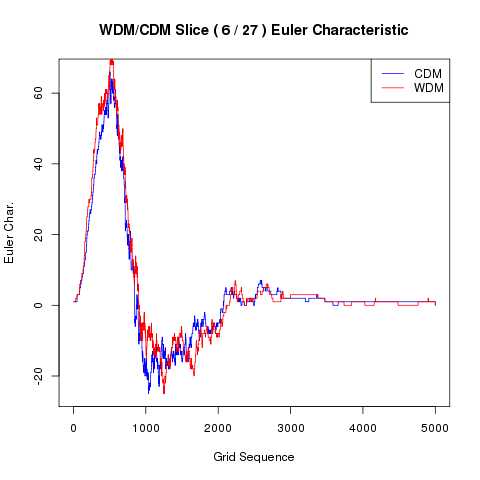 WDM/CDM Slice ( 6 / 27 ) Euler Characteristic
CDM
WDM
Euler Char.
60
40
20
0
-20
0 1000 2000 3000 4000 5000
Grid Sequence